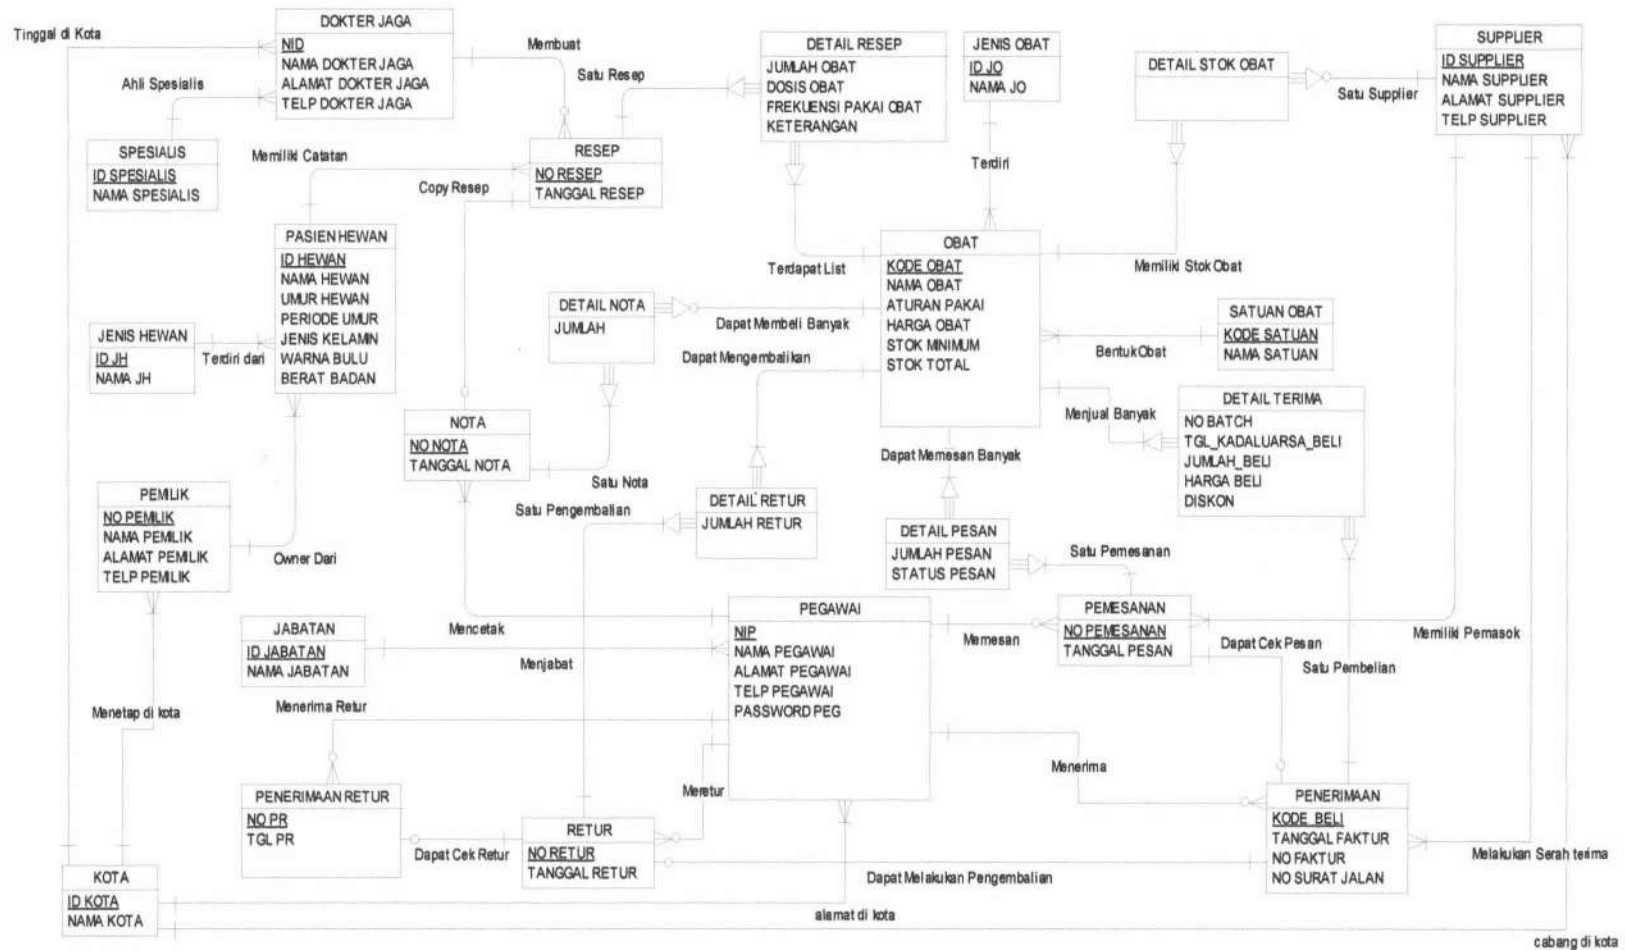 DOKTER JAGA
NID
NAMA DOKTER JAGA
ALAMAT DOKTER JAGA
TELP DOKTER JAGA
Tinggal di Kota
Ahli Spesialis
SPESIALIS
ID SPESIALIS
NAMA SPESIALIS
Membuat
Satu Resep
Memiliki Catatan
Copy Resep
RESEP
NO RESEP
TANGGAL RESEP
DETAIL RESEP
JUMLAH OBAT
DOSIS OBAT
FREKUENSI PAKAI OBAT
KETERANGAN
JENIS OBAT
ID JO
NAMA JO
Terdiri
DETAIL STOK OBAT
Satu Supplier
SUPPLIER
ID SUPPLIER
NAMA SUPPLIER
ALAMAT SUPPLIER
TELP SUPPLIER
PASIEN HEWAN
ID HEWAN
NAMA HEWAN
UMUR HEWAN
PERIODE UMUR
JENIS KELAMIN
WARNA BULU
BERAT BADAN
JENIS HEWAN
ID JH
NAMA JH
Terdiri dari
Terdapat List
OBAT
KODE OBAT
NAMA OBAT
ATURAN PAKAI
HARGA OBAT
STOK MINIMUM
STOK TOTAL
Memiliki Stok Obat
DETAIL NOTA
JUMLAH
Dapat Membeli Banyak
Dapat Mengembalikan
SATUAN OBAT
KODE SATUAN
NAMA SATUAN
Bentuk Obat
DETAIL TERIMA
NO BATCH
TGL_KADALUARSA_BELI
JUMLAH_BELI
HARGA BELI
DISKON
Menjual Banyak
NOTA
NO NOTA
TANGGAL NOTA
Satu Nota
Dapat Memesan Banyak
Satu Pengembalian
DETAIL RETUR
JUMLAH RETUR
DETAIL PESAN
JUMLAH PESAN
STATUS PESAN
Satu Pemesanan
PEMILIK
NO PEMILIK
NAMA PEMILIK
ALAMAT PEMILIK
TELP PEMILIK
Owner Dari
JABATAN
ID JABATAN
NAMA JABATAN
Mencetak
Menjabat
PEGAWAI
NIP
NAMA PEGAWAI
ALAMAT PEGAWAI
TELP PEGAWAI
PASSWORD PEG
Memesan
PEMESANAN
NO PEMESANAN
TANGGAL PESAN
Dapat Cek Pesan
Memiliki Pemasok
Satu Pembelian
Menetap di kota
Menerima Retur
PENERIMAAN RETUR
NO PR
TGL PR
Dapat Cek Retur
Meretur
RETUR
NO RETUR
TANGGAL RETUR
Menerima
Dapat Melakukan Pengembalian
PENERIMAAN
KODE_BELI
TANGGAL FAKTUR
NO FAKTUR
NO SURAT JALAN
Melakukan Serah terima
KOTA
ID KOTA
NAMA KOTA
alamat di kota
cabang di kota